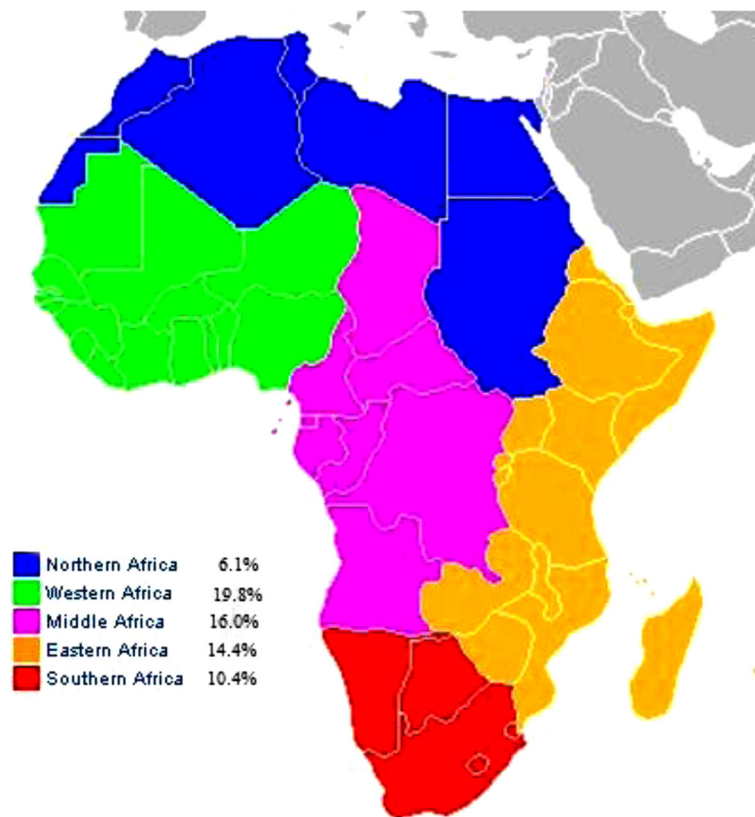 Northern Africa 6.1%
Western Africa 19.8%
Middle Africa 16.0%
Eastern Africa 14.4%
Southern Africa 10.4%